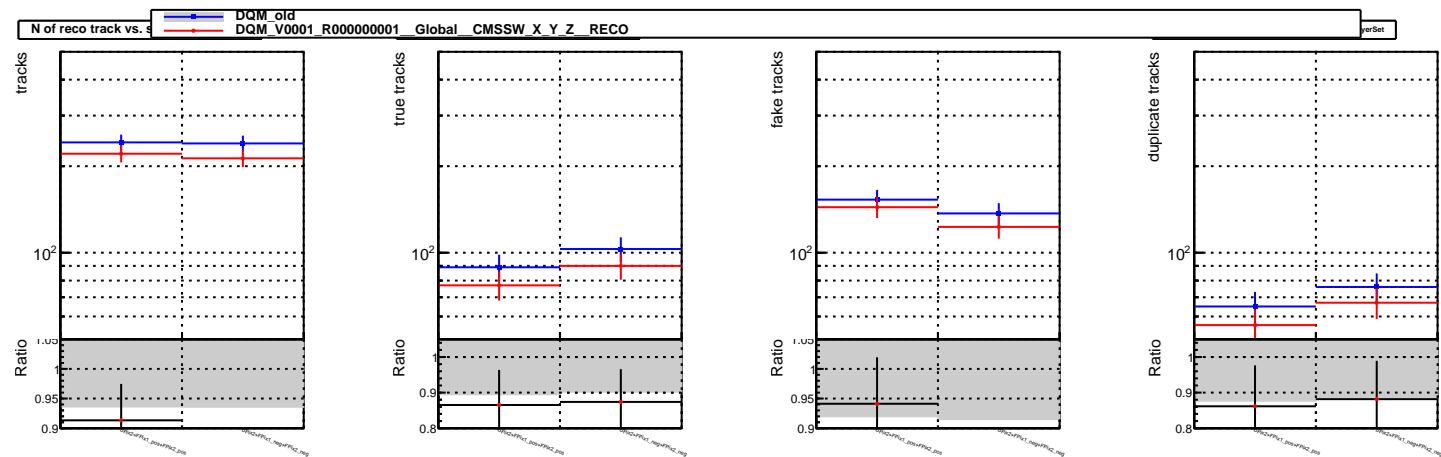 DQM_old
DQM_V0001_R000000001__Global__CMSSW_X_Y_Z__RECO
N of reco track vs. s
yerSet
tracks
true tracks
fake tracks
duplicate tracks
10²
10²
10²
10²
Ratio
Ratio
Ratio
Ratio
1.05
1
0.95
0.9
1
0.9
0.8
1.05
1
0.95
0.9
1
0.9
0.8